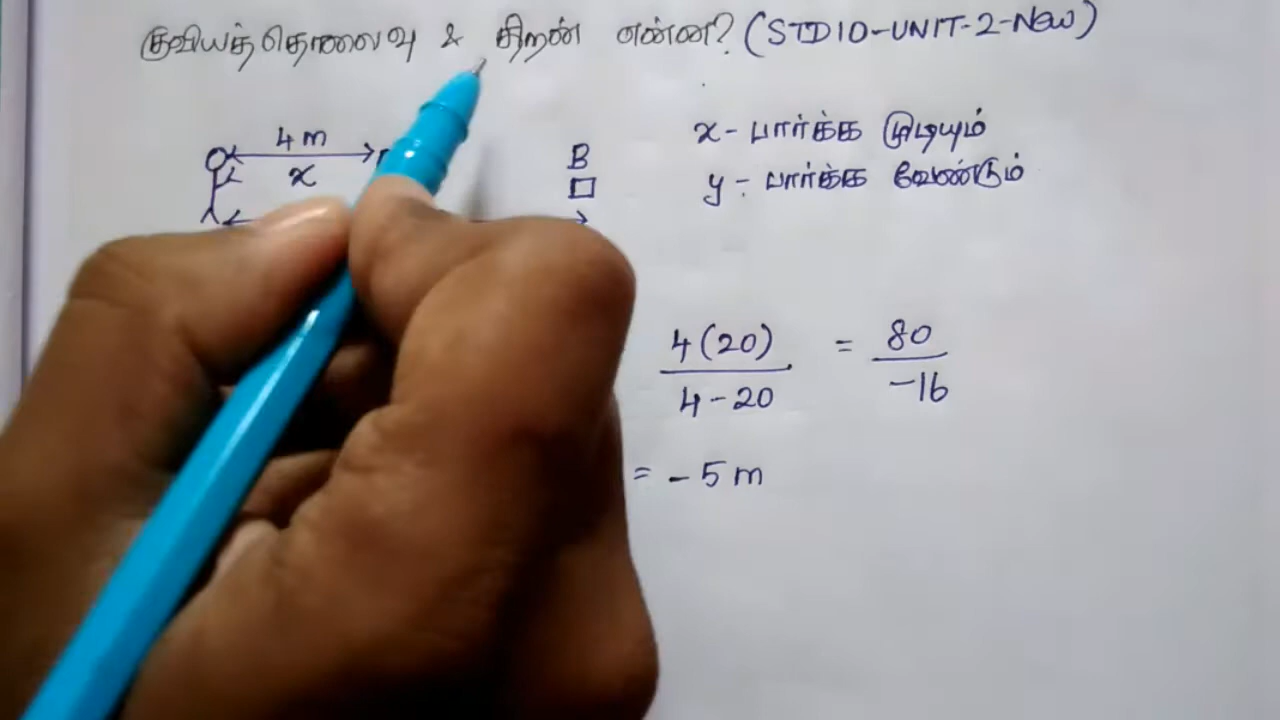 குவியத்தொலைவு & திறன் என்ன? (STD10-UNIT-2-New)
4 m
x - பார்க்க முடியும்
B
x
y - பார்க்க வேண்டும்
4(20) / 4-20 = 80 / -16
= -5 m